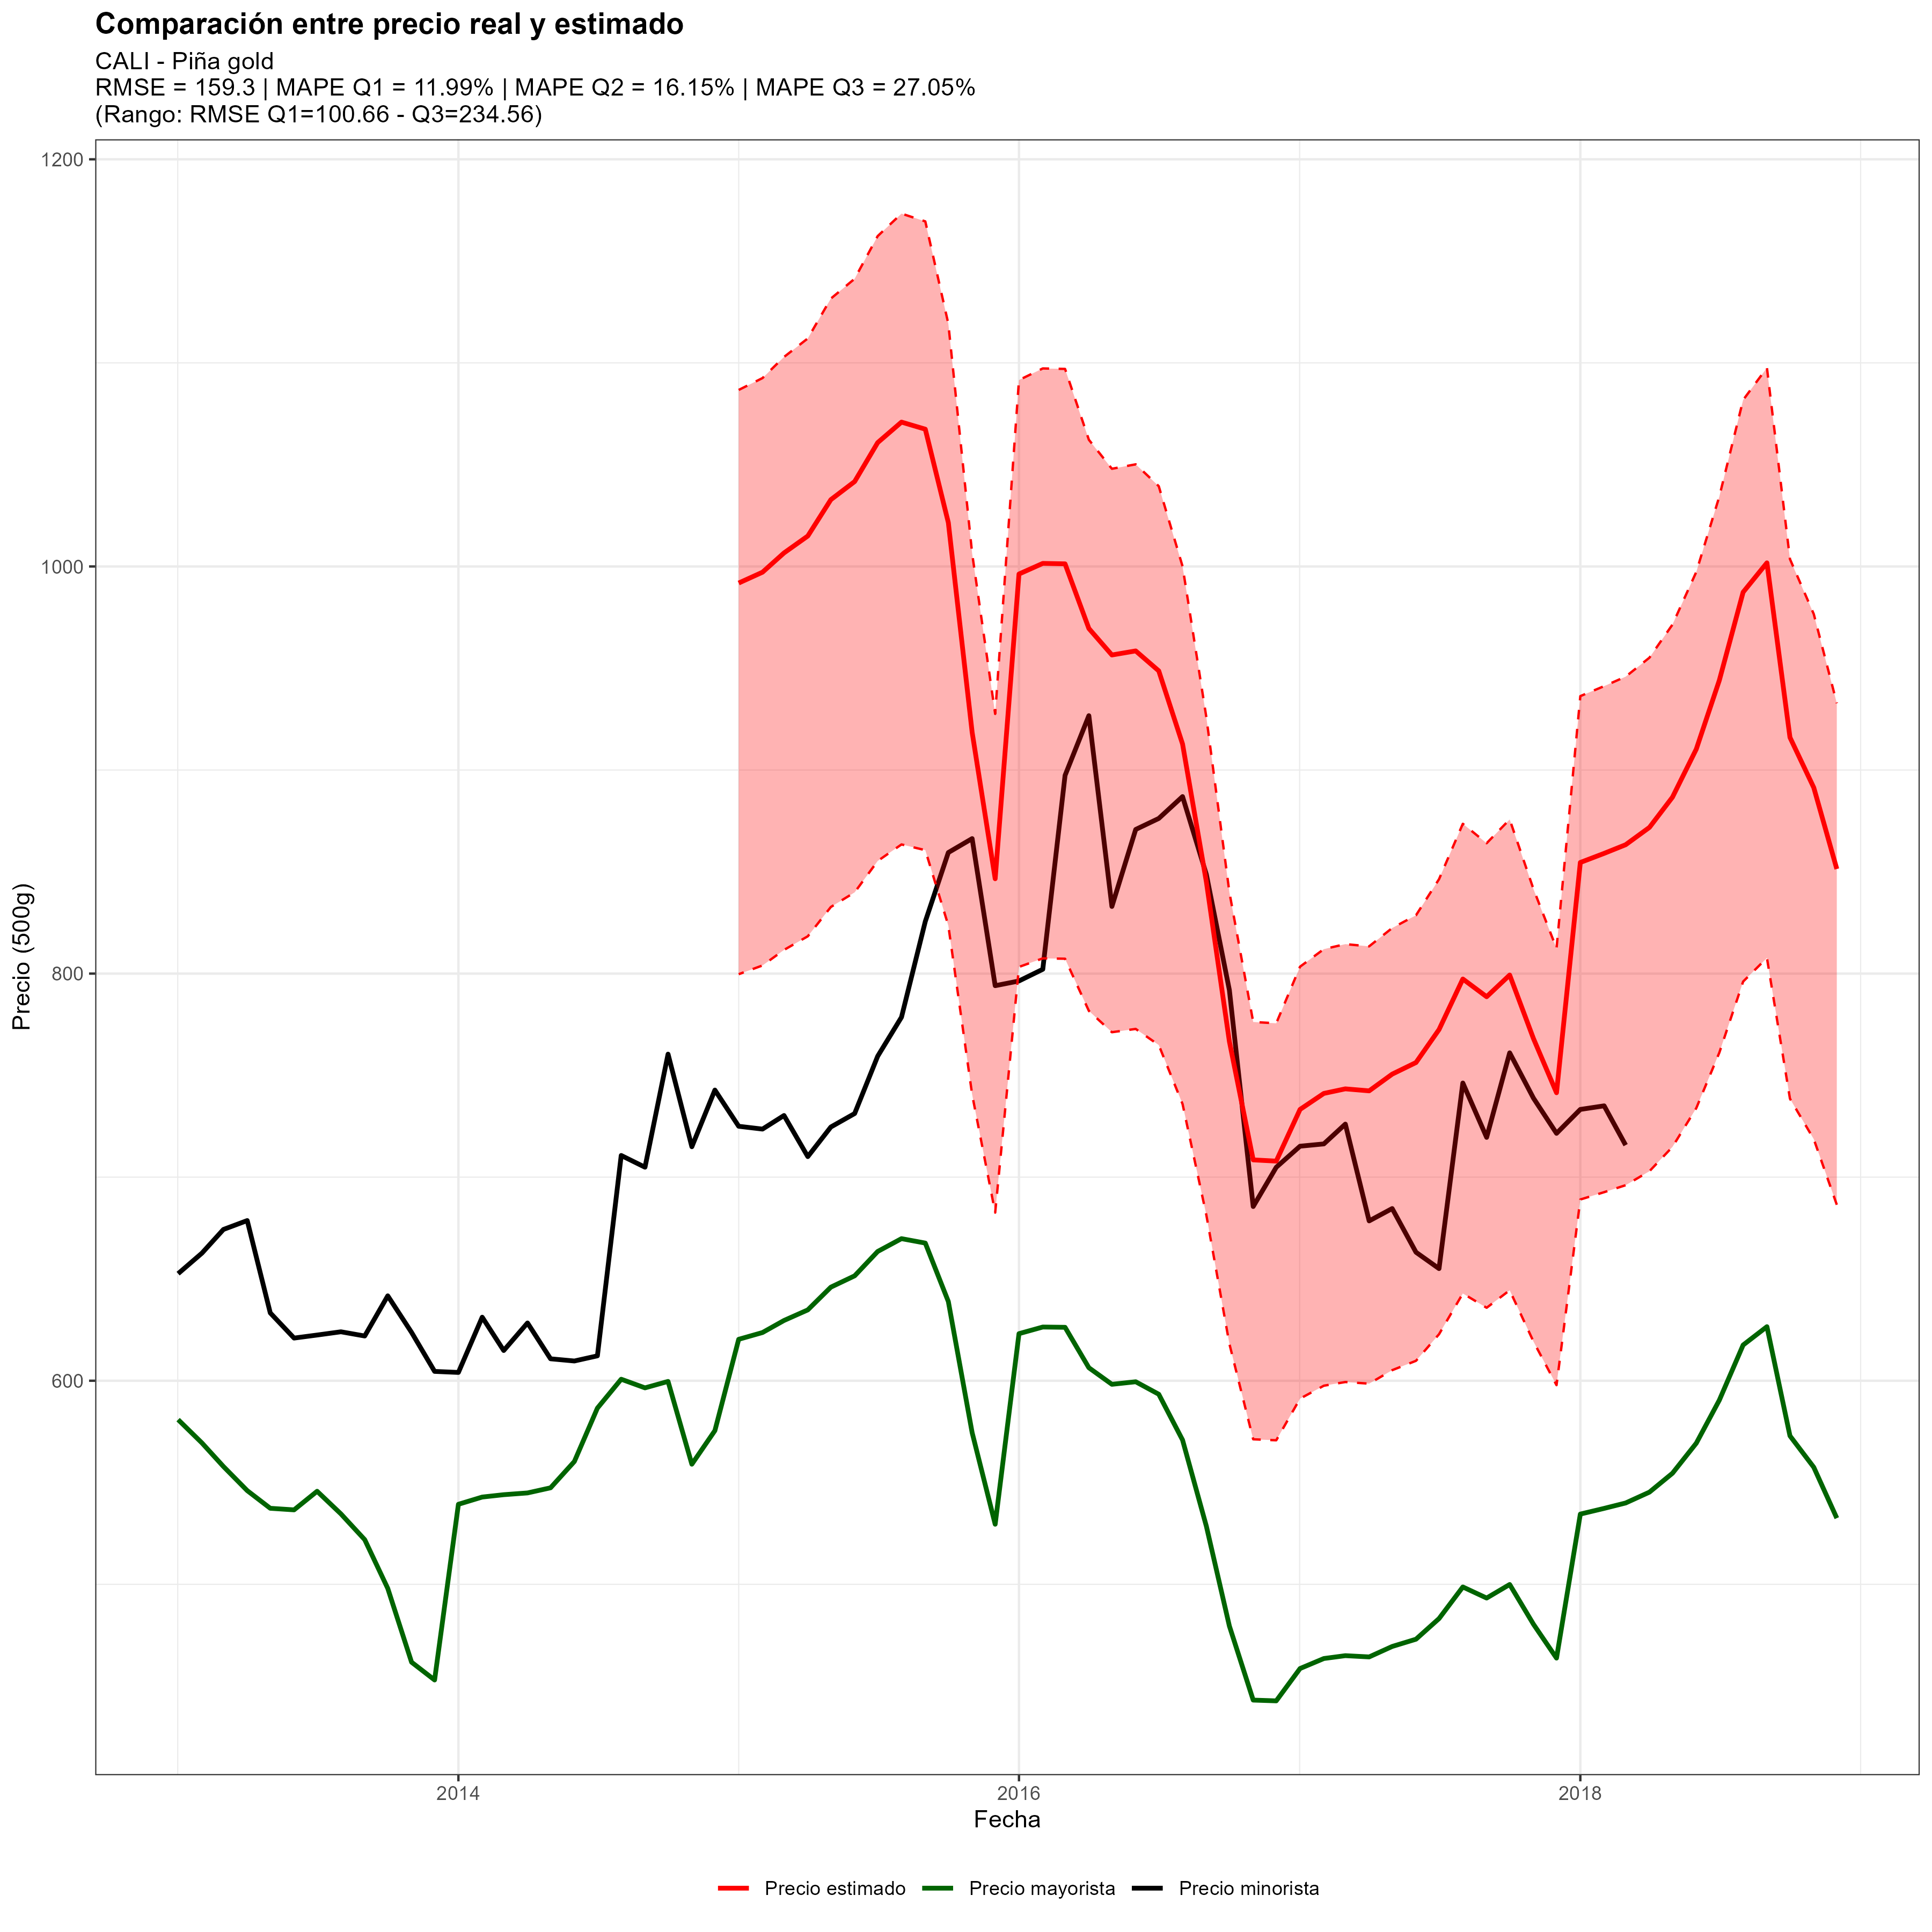 Comparación entre precio real y estimado
CALI - Piña gold
RMSE = 159.3 | MAPE Q1 = 11.99% | MAPE Q2 = 16.15% | MAPE Q3 = 27.05%
(Rango: RMSE Q1=100.66 - Q3=234.56)
1200
1000
800
600
Precio (500g)
2014
2016
2018
Fecha
Precio estimado
Precio mayorista
Precio minorista